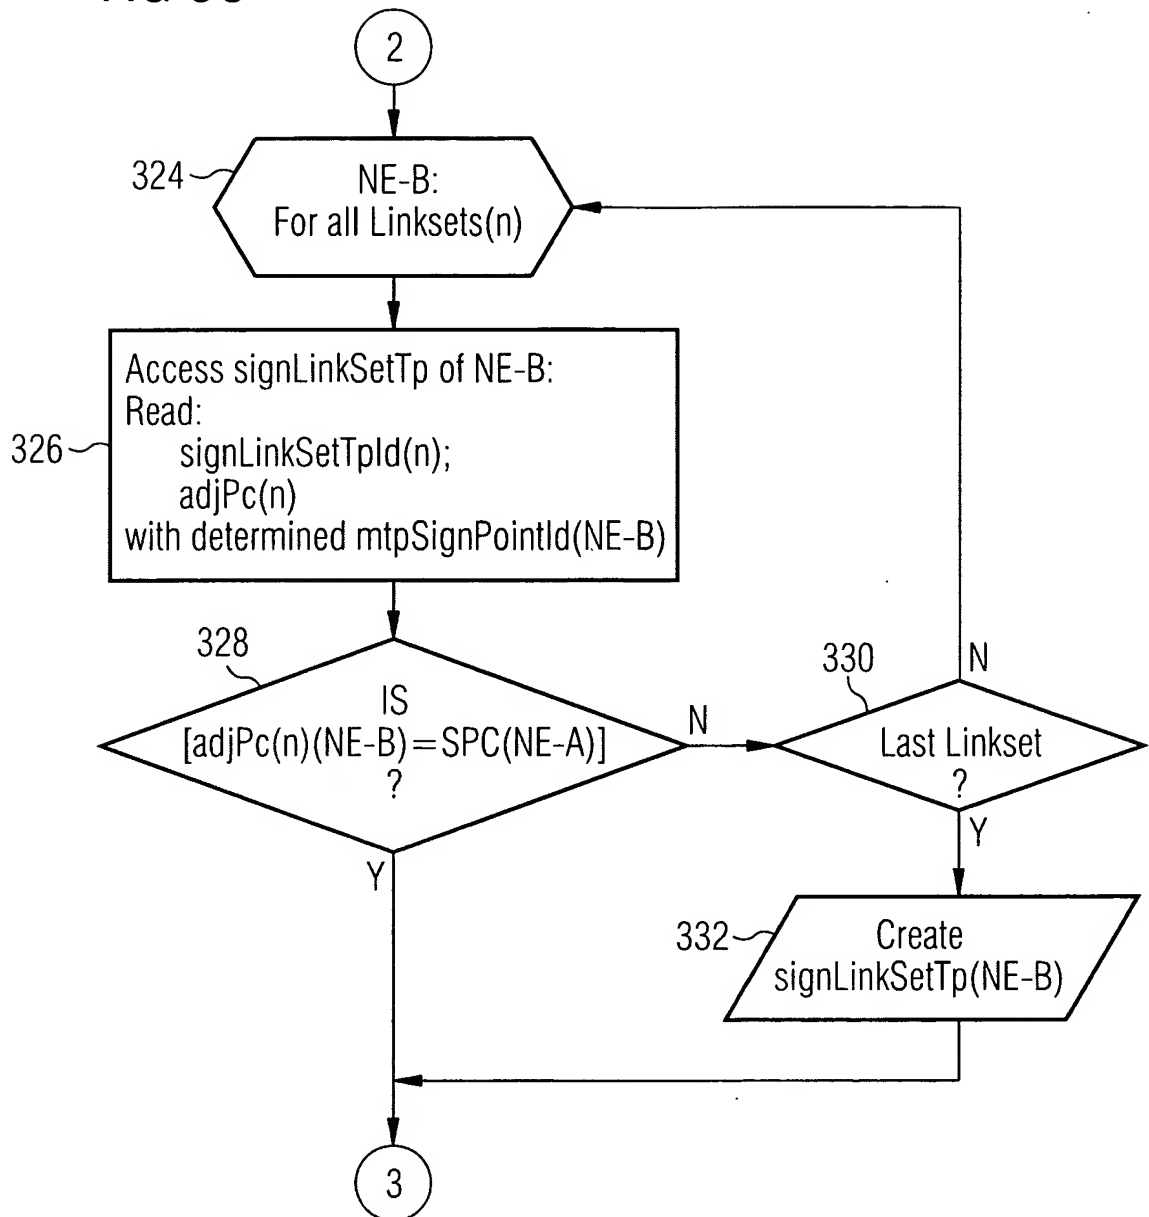 2
324
NE-B:
For all Linksets(n)
Access signLinkSetTp of NE-B:
Read:
signLinkSetTpId(n);
adjPc(n)
with determined mtpSignPointId(NE-B)
326
328
IS
[adjPc(n)(NE-B)=SPC(NE-A)]
?
N
Y
330
N
Last Linkset
?
Y
332
Create
signLinkSetTp(NE-B)
3